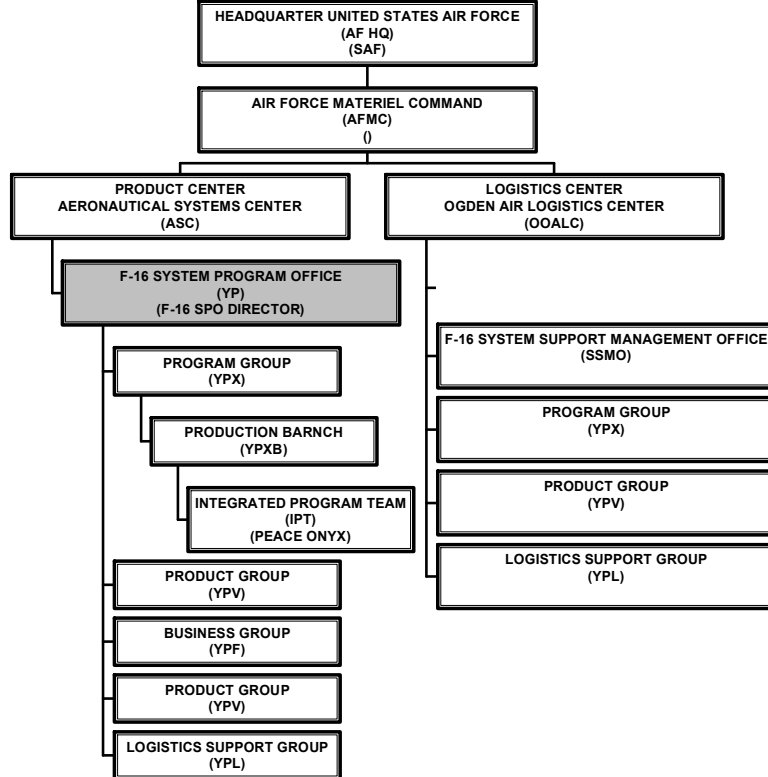 HEADQUARTER UNITED STATES AIR FORCE
(AF HQ)
(SAF)
AIR FORCE MATERIEL COMMAND
(AFMC)
()
PRODUCT CENTER
AERONAUTICAL SYSTEMS CENTER
(ASC)
LOGISTICS CENTER
OGDEN AIR LOGISTICS CENTER
(OOALC)
F-16 SYSTEM PROGRAM OFFICE
(YP)
(F-16 SPO DIRECTOR)
PROGRAM GROUP
(YPX)
PRODUCTION BARNCH
(YPXB)
INTEGRATED PROGRAM TEAM
(IPT)
(PEACE ONYX)
PRODUCT GROUP
(YPV)
BUSINESS GROUP
(YPF)
PRODUCT GROUP
(YPV)
LOGISTICS SUPPORT GROUP
(YPL)
F-16 SYSTEM SUPPORT MANAGEMENT OFFICE
(SSMO)
PROGRAM GROUP
(YPX)
PRODUCT GROUP
(YPV)
LOGISTICS SUPPORT GROUP
(YPL)